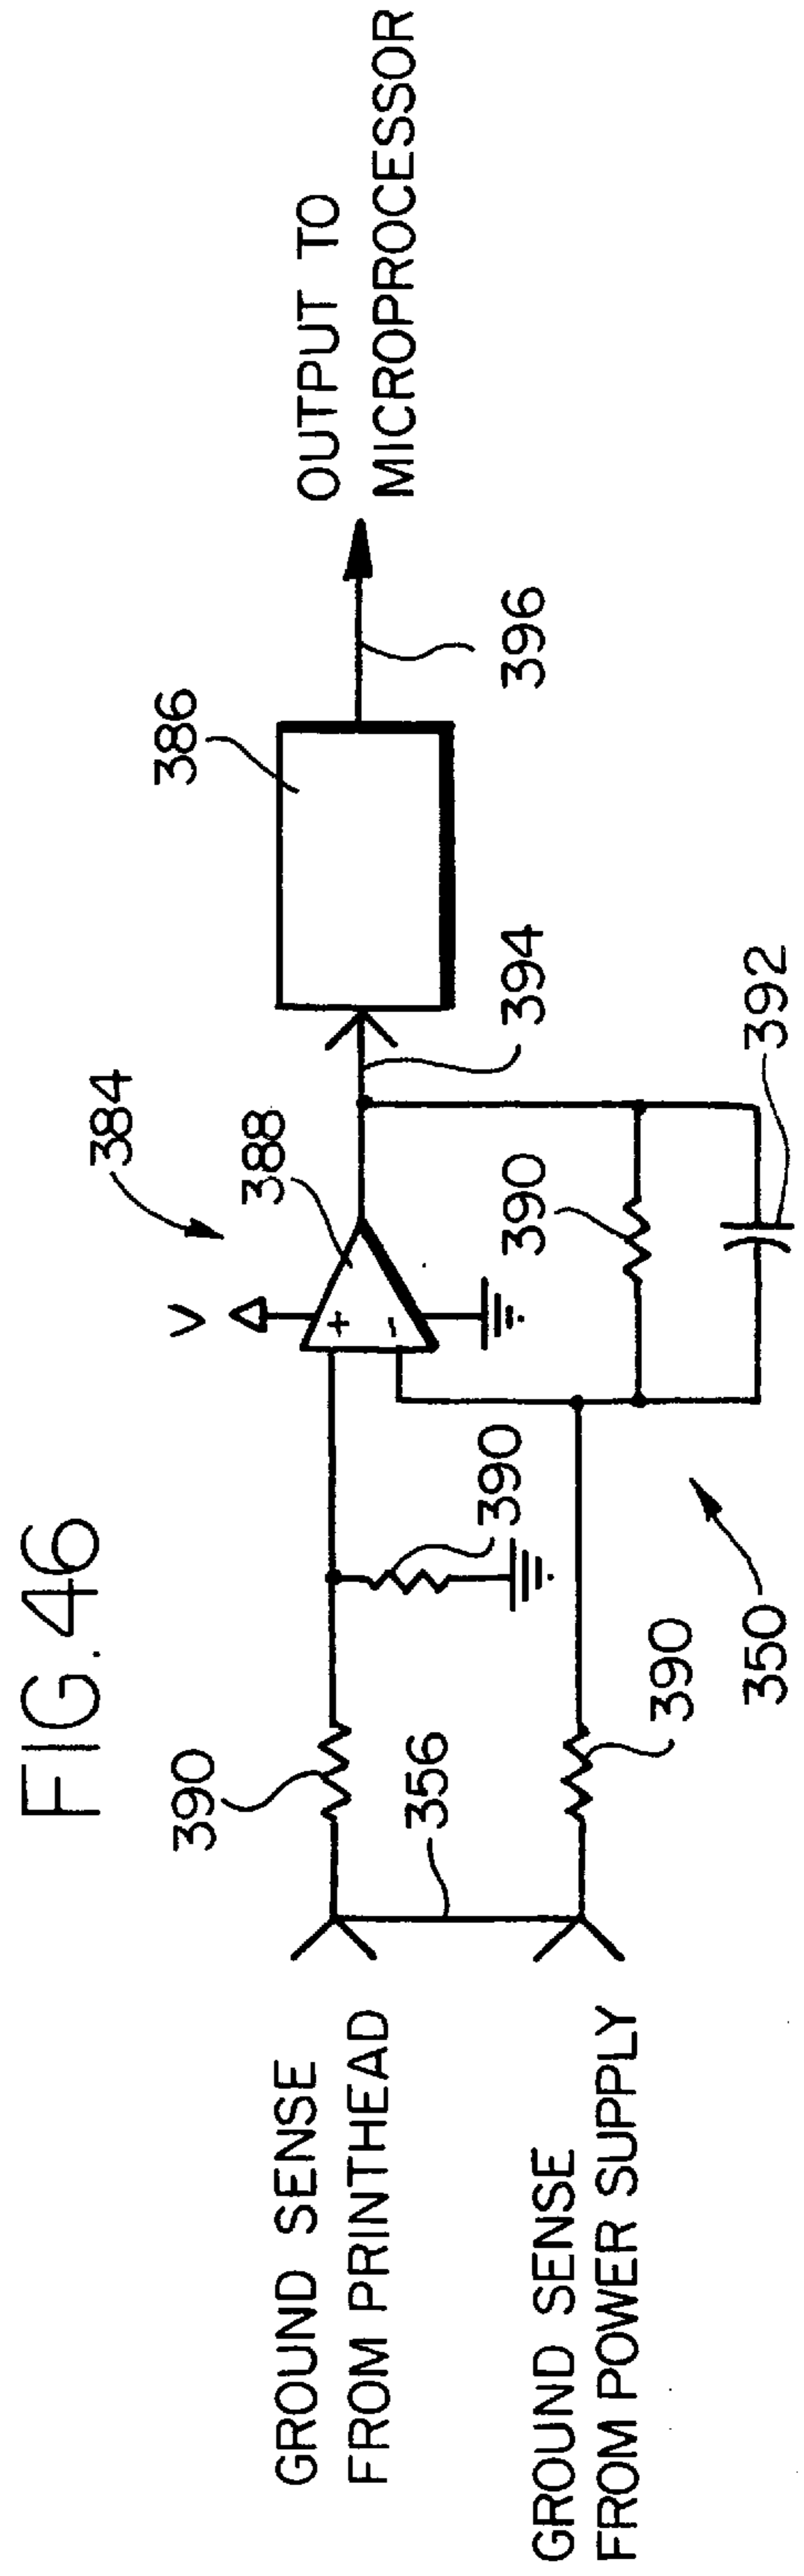 FIG. 46
384
388
V
+
-
386
OUTPUT TO
MICROPROCESSOR
396
394
390
390
390
390
392
356
350
GROUND SENSE
FROM PRINTHEAD
GROUND SENSE
FROM POWER SUPPLY